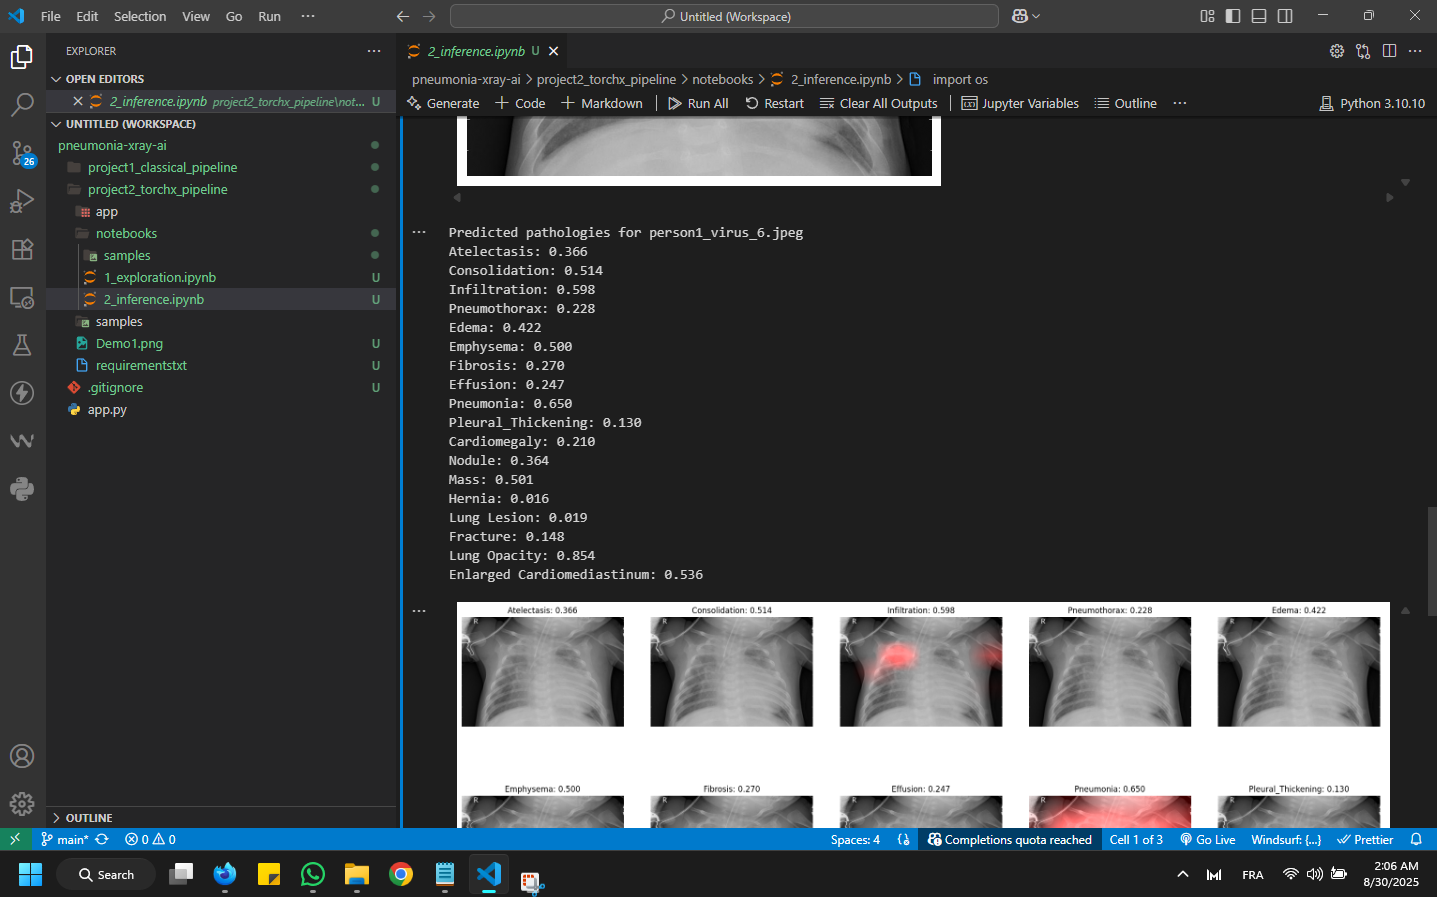 File Edit Selection View Go Run ···
Untitled (Workspace)
EXPLORER ···
OPEN EDITORS
2_inference.ipynb project2_torchx_pipeline\not... U
UNTITLED (WORKSPACE)
pneumonia-xray-ai
project1_classical_pipeline
project2_torchx_pipeline
app
notebooks
samples
1_exploration.ipynb U
2_inference.ipynb U
samples
Demo1.png U
requirementstxt U
.gitignore U
app.py
OUTLINE
26
2_inference.ipynb U
pneumonia-xray-ai > project2_torchx_pipeline > notebooks > 2_inference.ipynb > import os
Generate + Code + Markdown | Run All Restart Clear All Outputs | Jupyter Variables Outline ··· Python 3.10.10
Predicted pathologies for person1_virus_6.jpeg
Atelectasis: 0.366
Consolidation: 0.514
Infiltration: 0.598
Pneumothorax: 0.228
Edema: 0.422
Emphysema: 0.500
Fibrosis: 0.270
Effusion: 0.247
Pneumonia: 0.650
Pleural_Thickening: 0.130
Cardiomegaly: 0.210
Nodule: 0.364
Mass: 0.501
Hernia: 0.016
Lung Lesion: 0.019
Fracture: 0.148
Lung Opacity: 0.854
Enlarged Cardiomediastinum: 0.536
Atelectasis: 0.366 Consolidation: 0.514 Infiltration: 0.598 Pneumothorax: 0.228 Edema: 0.422
R R R R R
Emphysema: 0.500 Fibrosis: 0.270 Effusion: 0.247 Pneumonia: 0.650 Pleural_Thickening: 0.130
R R R R R
main* 0 0 Spaces: 4 {} Completions quota reached Cell 1 of 3 Go Live Windsurf: {...} Prettier
Search
FRA
2:06 AM
8/30/2025